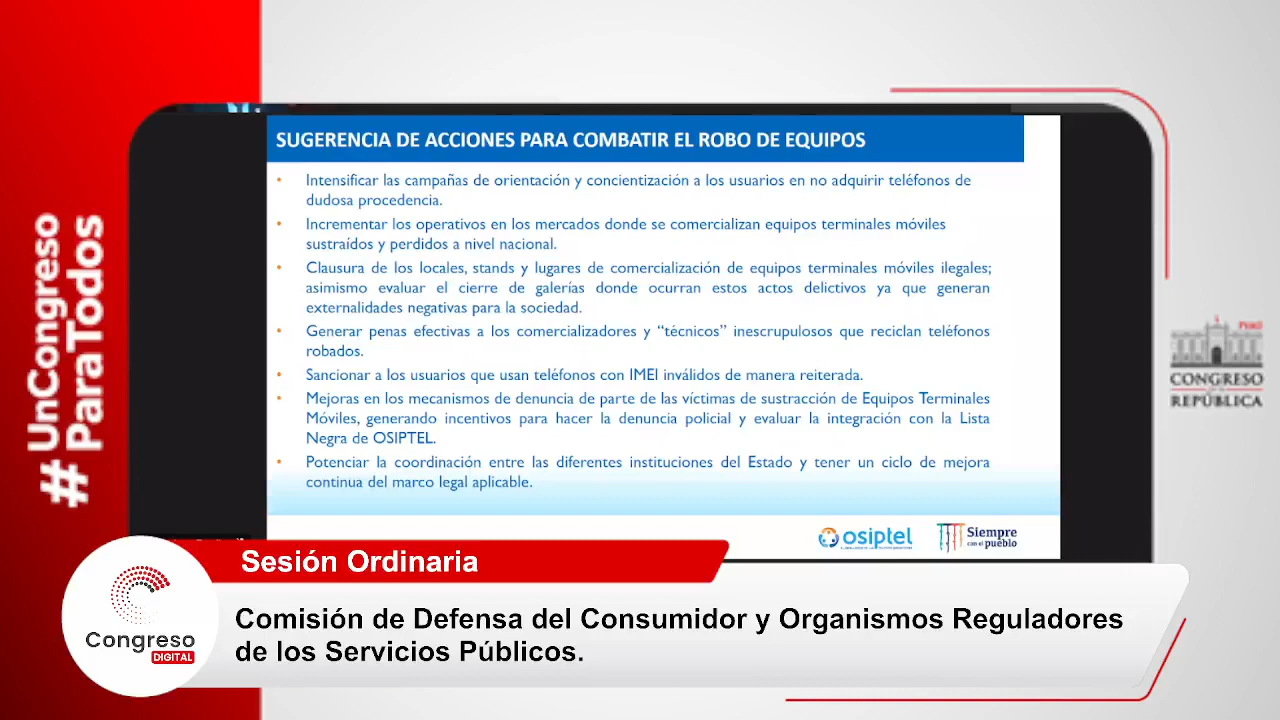 #UnCongreso
ParaTodos
SUGERENCIA DE ACCIONES PARA COMBATIR EL ROBO DE EQUIPOS
• Intensificar las campañas de orientación y concientización a los usuarios en no adquirir teléfonos de
dudosa procedencia.
• Incrementar los operativos en los mercados donde se comercializan equipos terminales móviles
sustraídos y perdidos a nivel nacional.
• Clausura de los locales, stands y lugares de comercialización de equipos terminales móviles ilegales;
asimismo evaluar el cierre de galerías donde ocurran estos actos delictivos ya que generan
externalidades negativas para la sociedad.
• Generar penas efectivas a los comercializadores y “técnicos” inescrupulosos que reciclan teléfonos
robados.
• Sancionar a los usuarios que usan teléfonos con IMEI inválidos de manera reiterada.
• Mejoras en los mecanismos de denuncia de parte de las víctimas de sustracción de Equipos Terminales
Móviles, generando incentivos para hacer la denuncia policial y evaluar la integración con la Lista
Negra de OSIPTEL.
• Potenciar la coordinación entre las diferentes instituciones del Estado y tener un ciclo de mejora
continua del marco legal aplicable.
osiptel
Siempre
con el pueblo
PERÚ
CONGRESO
REPÚBLICA
Sesión Ordinaria
Comisión de Defensa del Consumidor y Organismos Reguladores
de los Servicios Públicos.
Congreso
DIGITAL